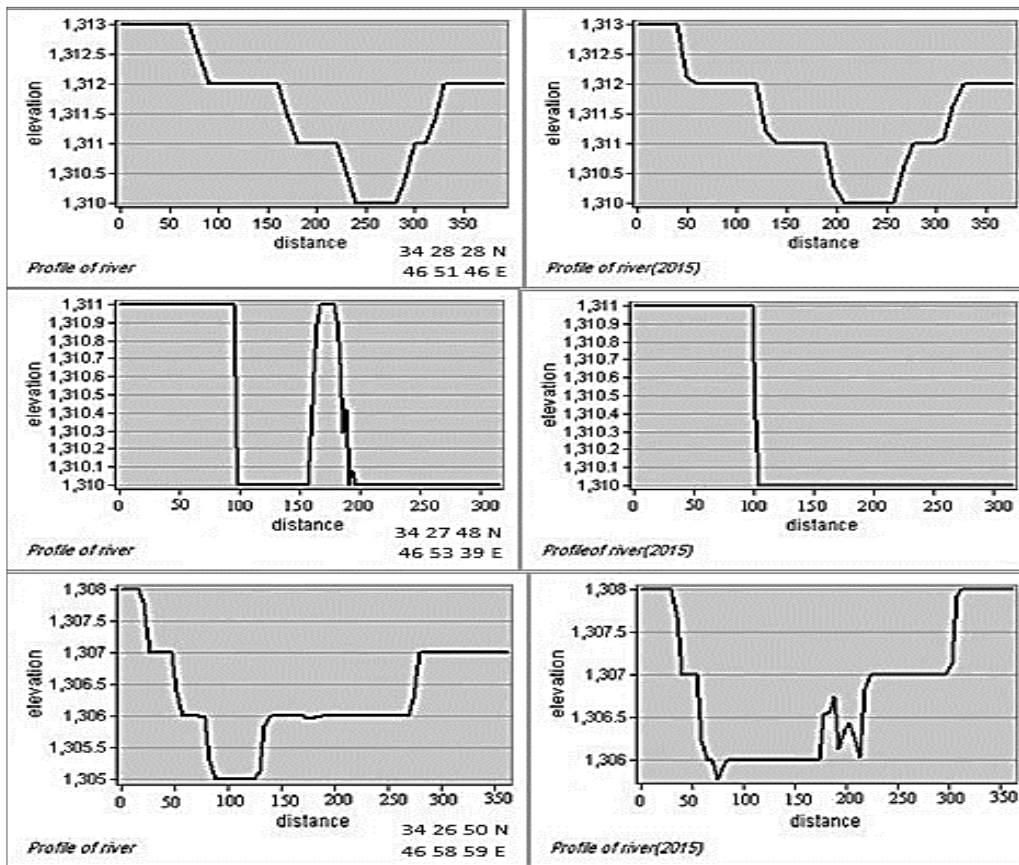 1,313
1,312.5
1,312
1,311.5
1,311
1,310.5
1,310
elevation
0 50 100 150 200 250 300 350
distance
34 28 28 N
46 51 46 E
Profile of river
1,313
1,312.5
1,312
1,311.5
1,311
1,310.5
1,310
elevation
0 50 100 150 200 250 300 350
distance
Profile of river(2015)
1,311
1,310.9
1,310.8
1,310.7
1,310.6
1,310.5
1,310.4
1,310.3
1,310.2
1,310.1
1,310
elevation
0 50 100 150 200 250 300
distance
34 27 48 N
46 53 39 E
Profile of river
1,311
1,310.9
1,310.8
1,310.7
1,310.6
1,310.5
1,310.4
1,310.3
1,310.2
1,310.1
1,310
elevation
0 50 100 150 200 250 300
distance
Profileof river(2015)
1,308
1,307.5
1,307
1,306.5
1,306
1,305.5
1,305
elevation
0 50 100 150 200 250 300 350
distance
34 26 50 N
46 58 59 E
Profile of river
1,308
1,307.5
1,307
1,306.5
1,306
elevation
0 50 100 150 200 250 300 350
distance
Profile of river(2015)